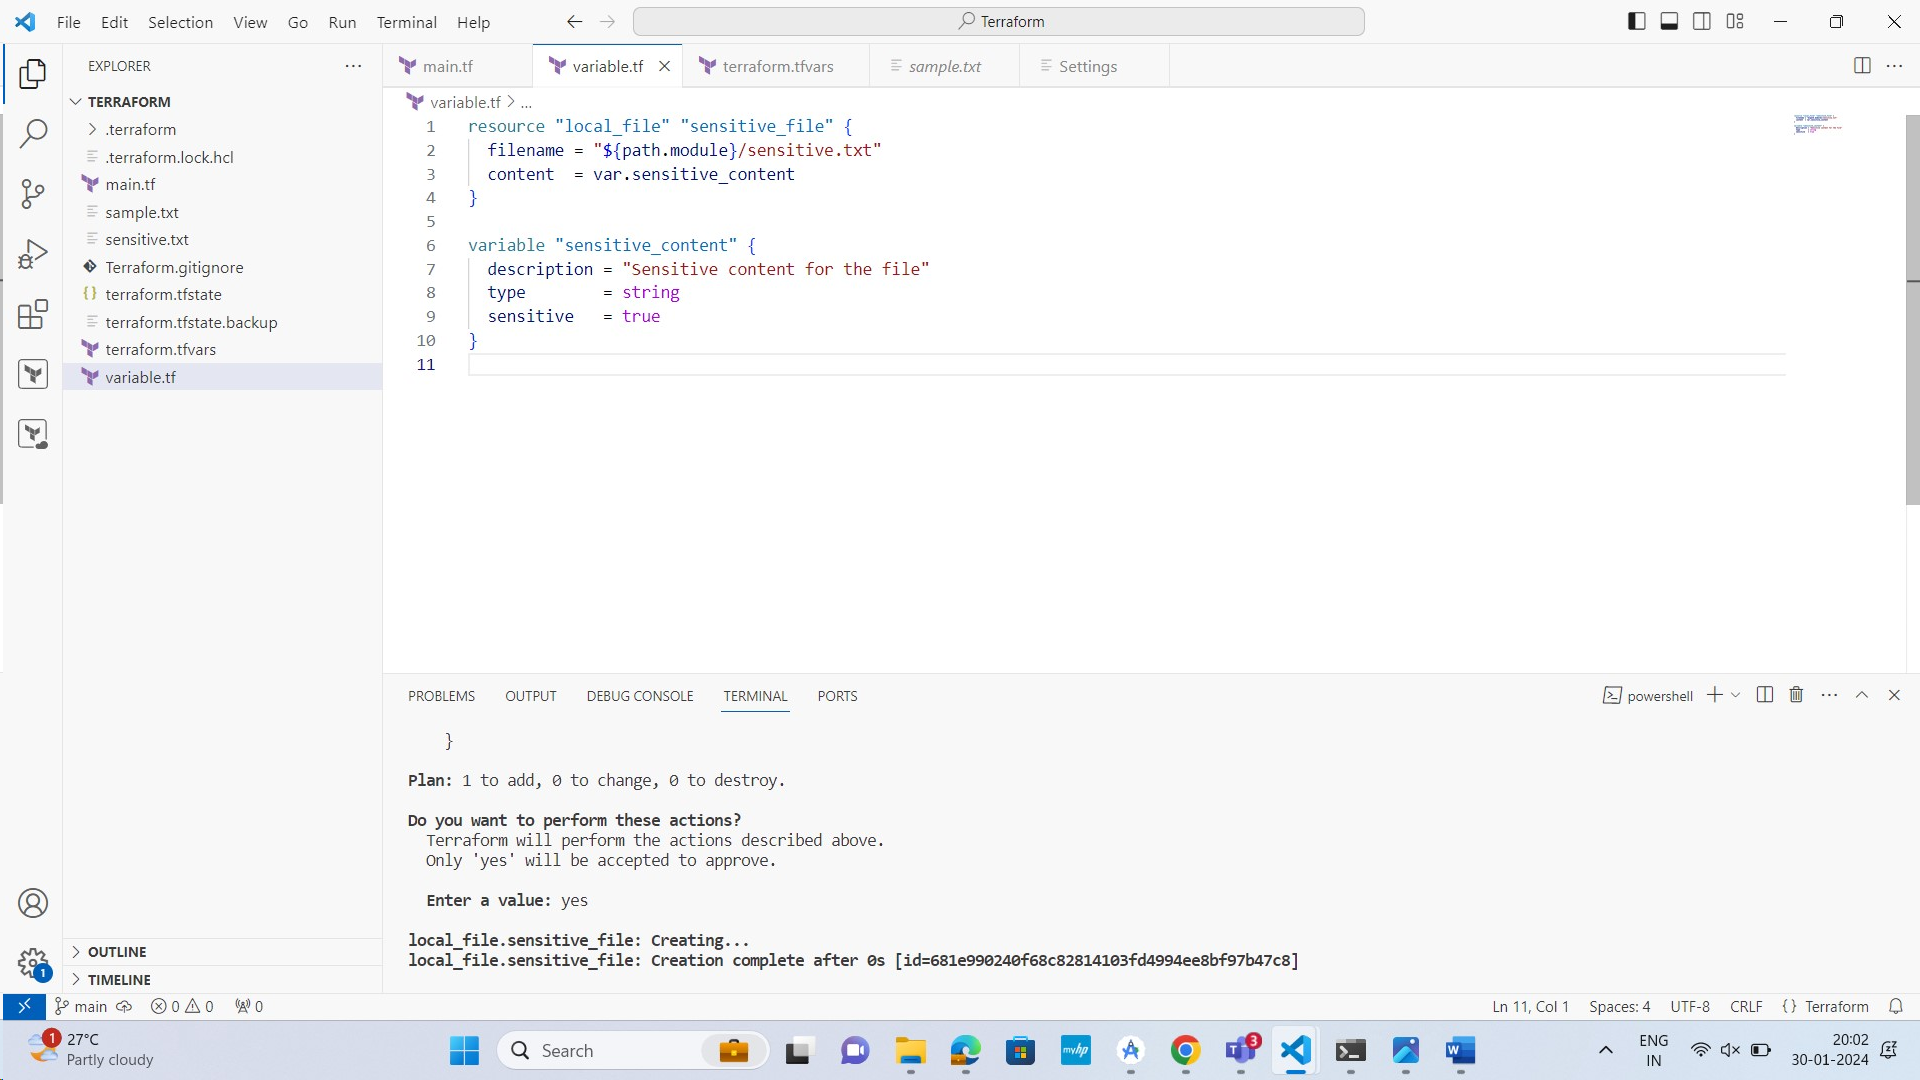 File Edit Selection View Go Run Terminal Help
Terraform
EXPLORER
TERRAFORM
.terraform
.terraform.lock.hcl
main.tf
sample.txt
sensitive.txt
Terraform.gitignore
terraform.tfstate
terraform.tfstate.backup
terraform.tfvars
variable.tf
OUTLINE
TIMELINE
main.tf variable.tf terraform.tfvars sample.txt Settings
variable.tf > ...
1 resource "local_file" "sensitive_file" {
2 filename = "${path.module}/sensitive.txt"
3 content = var.sensitive_content
4 }
5
6 variable "sensitive_content" {
7 description = "Sensitive content for the file"
8 type = string
9 sensitive = true
10 }
11
PROBLEMS OUTPUT DEBUG CONSOLE TERMINAL PORTS
powershell
}
Plan: 1 to add, 0 to change, 0 to destroy.
Do you want to perform these actions?
Terraform will perform the actions described above.
Only 'yes' will be accepted to approve.
Enter a value: yes
local_file.sensitive_file: Creating...
local_file.sensitive_file: Creation complete after 0s [id=681e990240f68c82814103fd4994ee8bf97b47c8]
1
main 0 0 0
Ln 11, Col 1 Spaces: 4 UTF-8 CRLF {} Terraform
1
27°C
Partly cloudy
Search
myhp
3
ENG
IN
20:02
30-01-2024